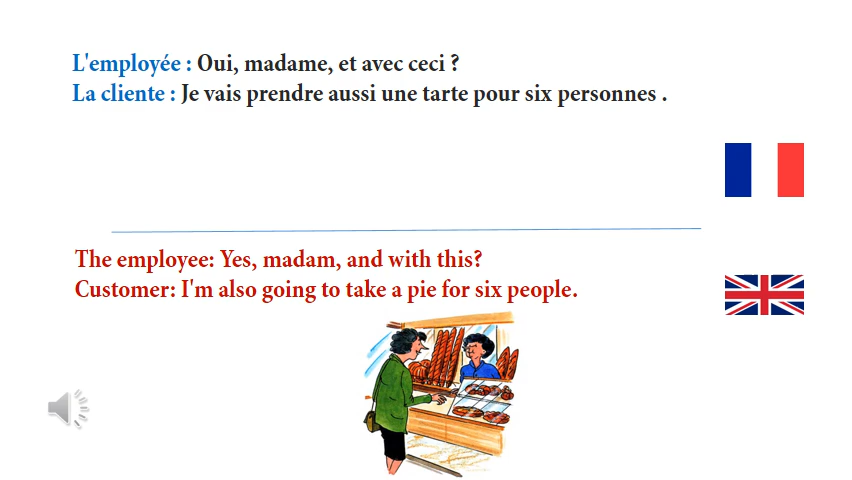 L'employée : Oui, madame, et avec ceci ?
La cliente : Je vais prendre aussi une tarte pour six personnes .
The employee: Yes, madam, and with this?
Customer: I'm also going to take a pie for six people.